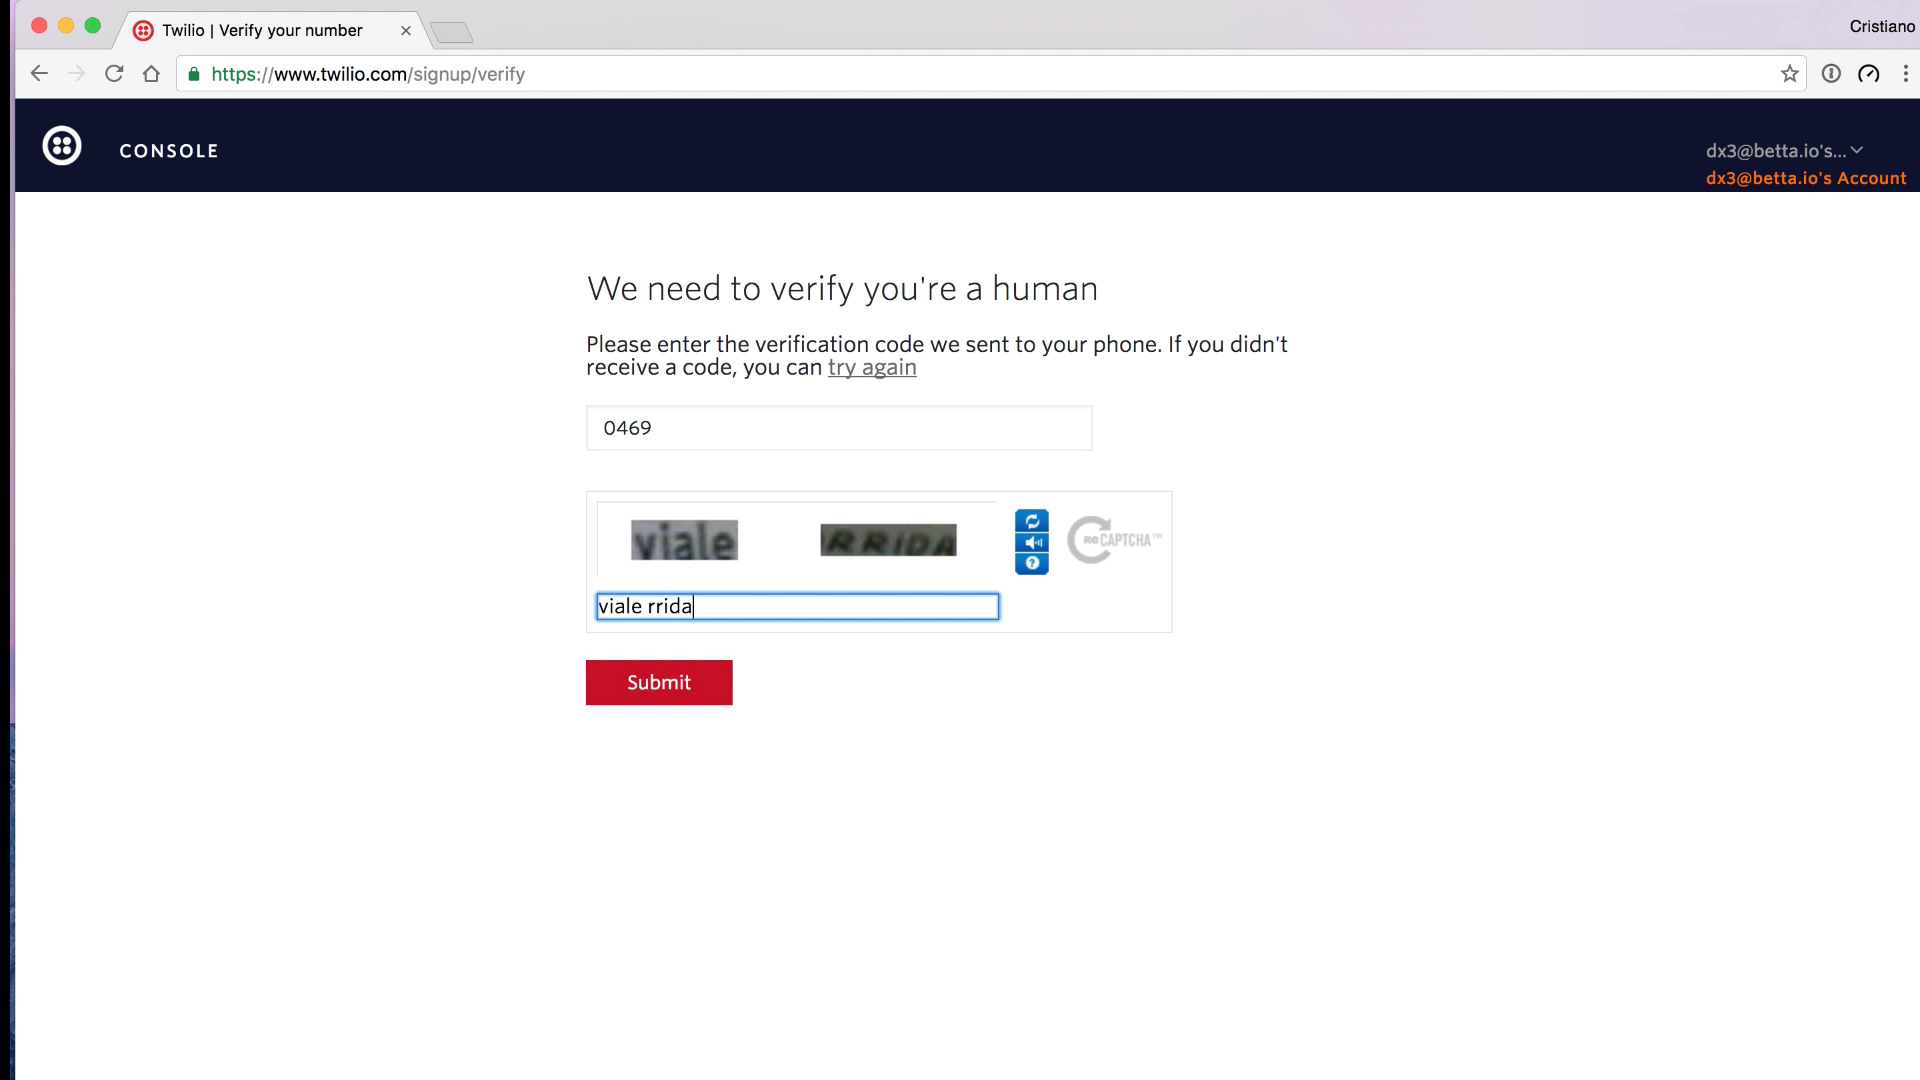 Twilio | Verify your number
Cristiano
https://www.twilio.com/signup/verify
CONSOLE
dx3@betta.io's...
dx3@betta.io's Account
We need to verify you're a human
Please enter the verification code we sent to your phone. If you didn't
receive a code, you can try again
0469
viale RRIDA
reCAPTCHA™
viale rrida
Submit